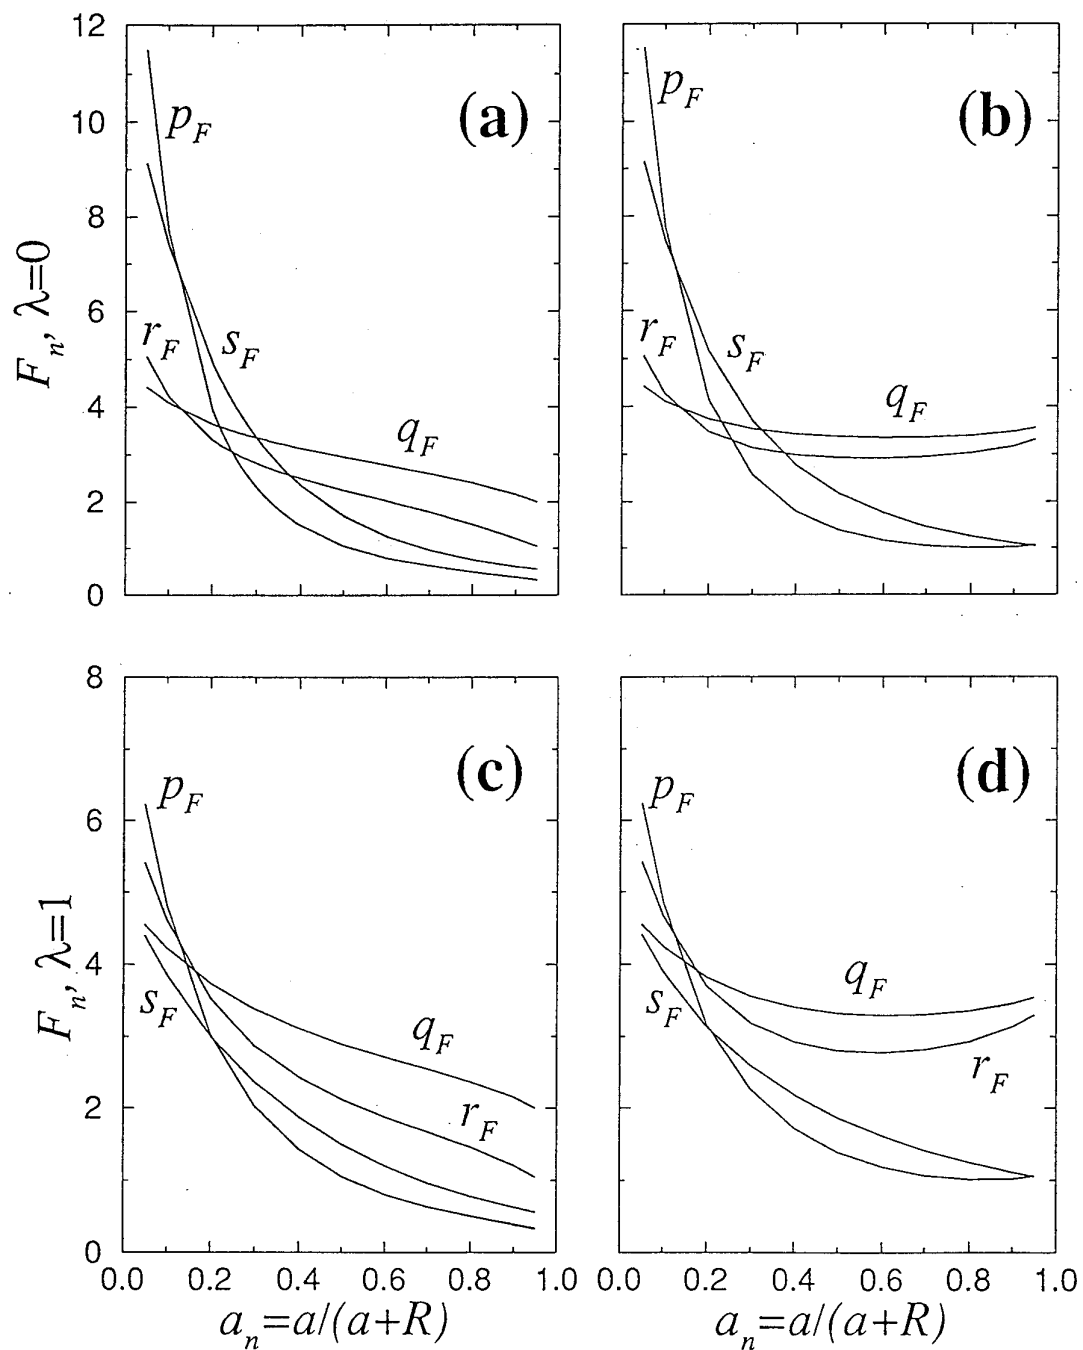 12
10
8
6
4
2
0
F_n, λ=0
(a)
p_F
r_F
s_F
q_F
(b)
p_F
r_F
s_F
q_F
8
6
4
2
0
F_n, λ=1
(c)
p_F
s_F
q_F
r_F
(d)
p_F
s_F
q_F
r_F
0.0 0.2 0.4 0.6 0.8 1.0
0.0 0.2 0.4 0.6 0.8 1.0
a_n=a/(a+R)
a_n=a/(a+R)